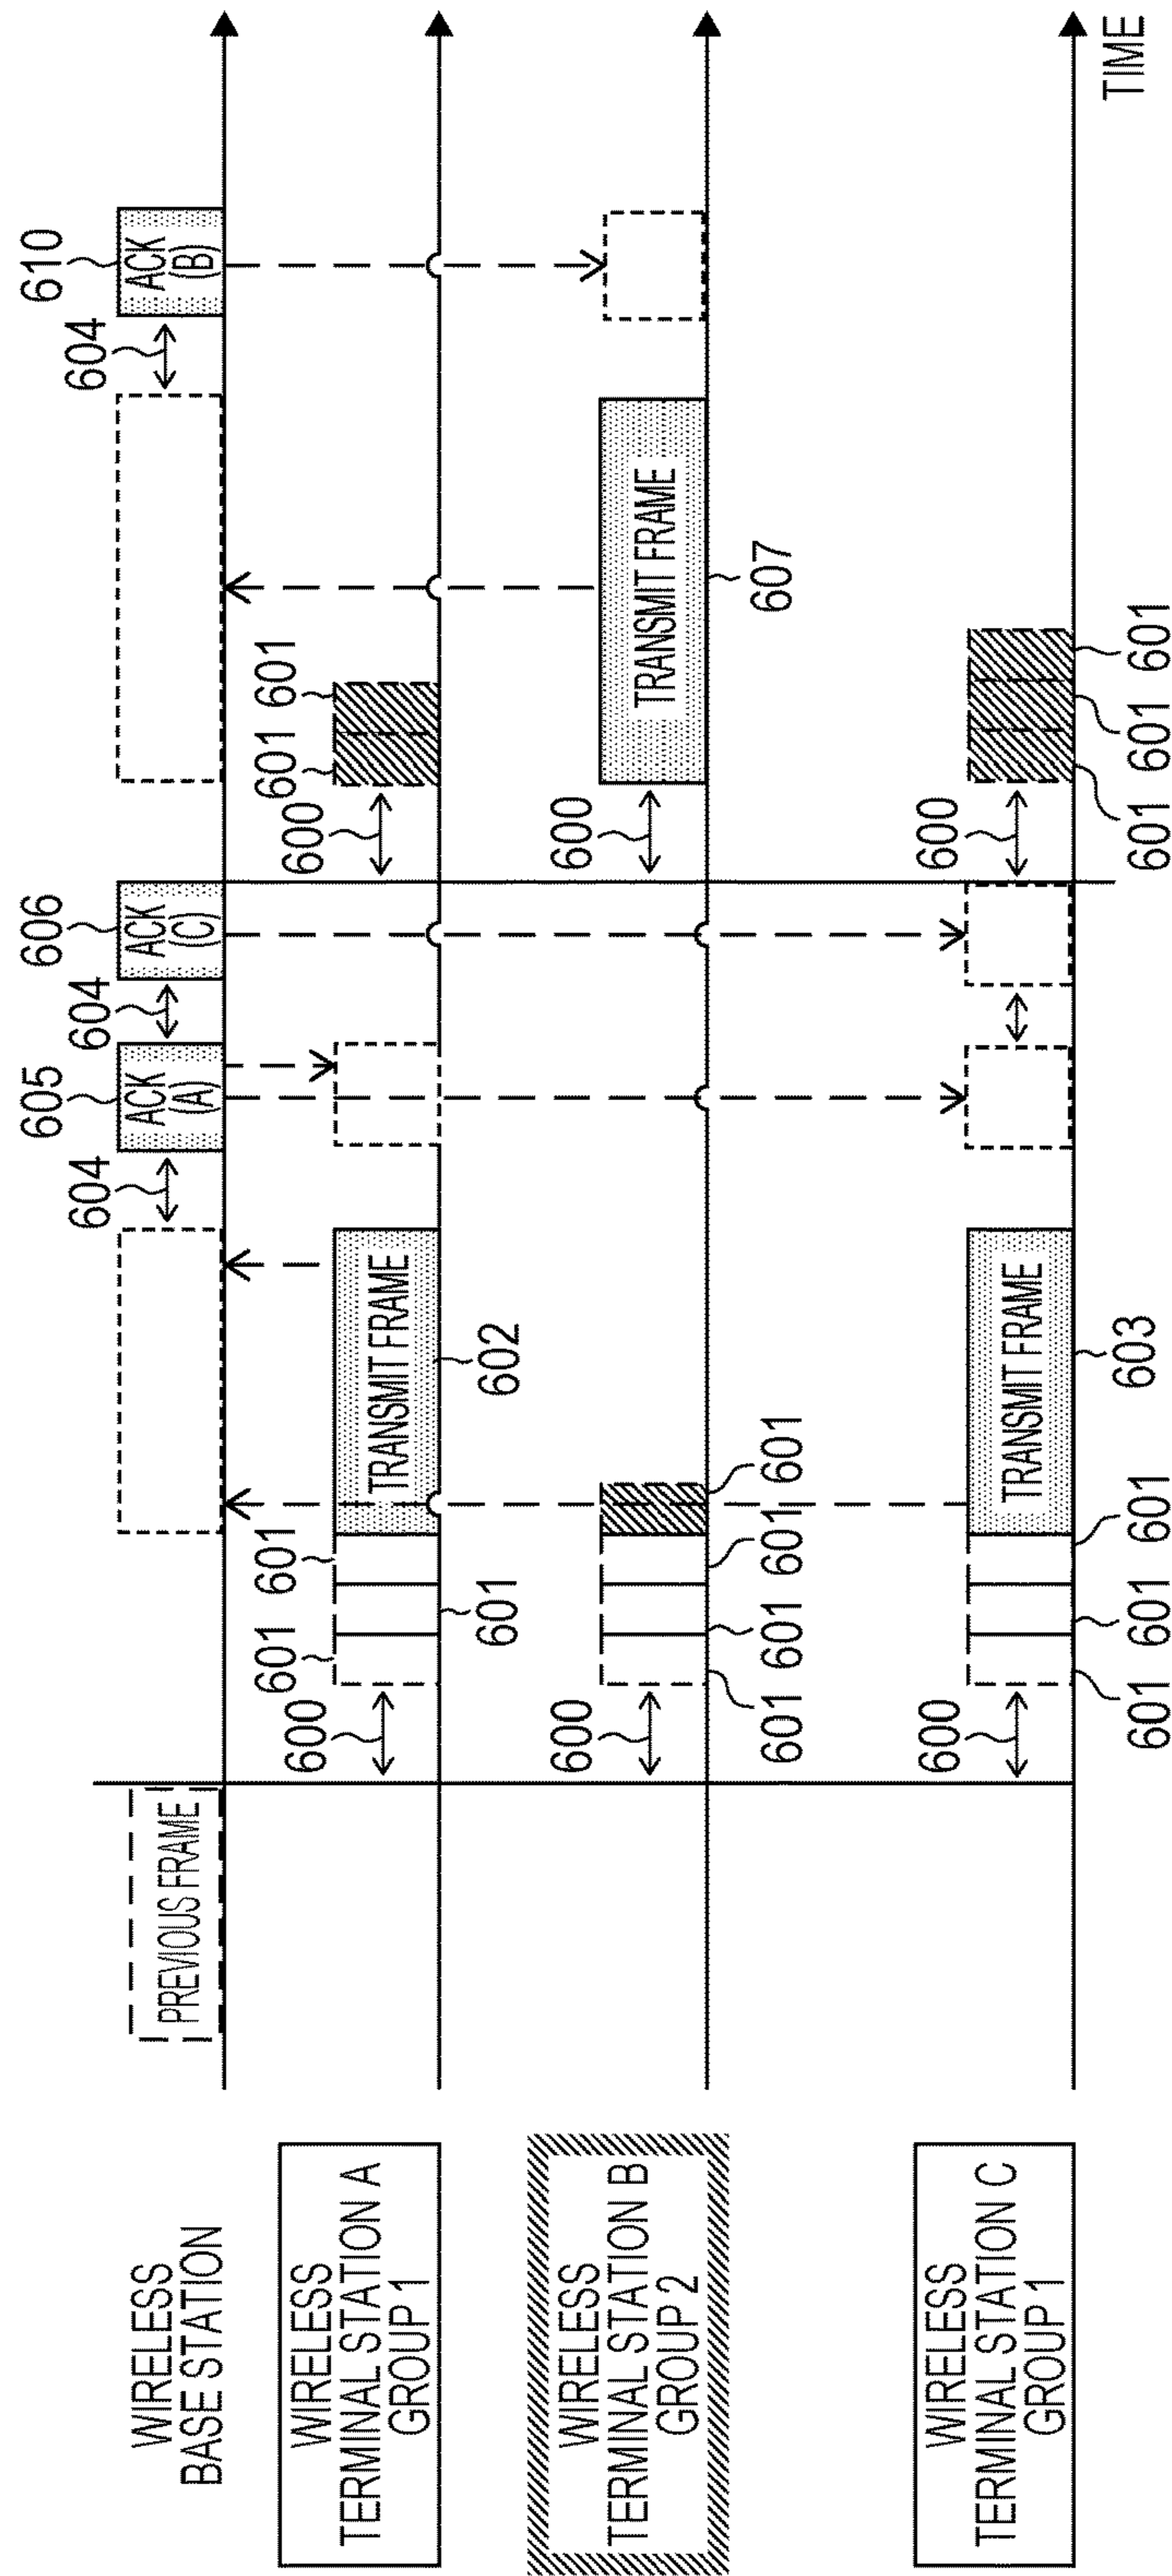 WIRELESS
BASE STATION
PREVIOUS FRAME
604
605
ACK
(A)
604
606
ACK
(C)
604
610
ACK
(B)
WIRELESS
TERMINAL STATION A
GROUP 1
600
601
601
601
TRANSMIT FRAME
602
600
601
601
WIRELESS
TERMINAL STATION B
GROUP 2
600
601
601
601
601
600
TRANSMIT FRAME
607
WIRELESS
TERMINAL STATION C
GROUP 1
600
601
601
601
TRANSMIT FRAME
603
600
601
601
601
TIME